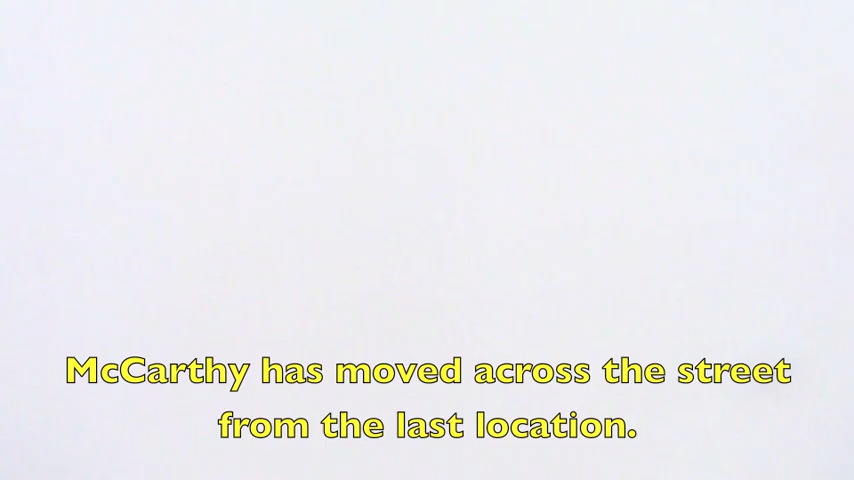 McCarthy has moved across the street
from the last location.